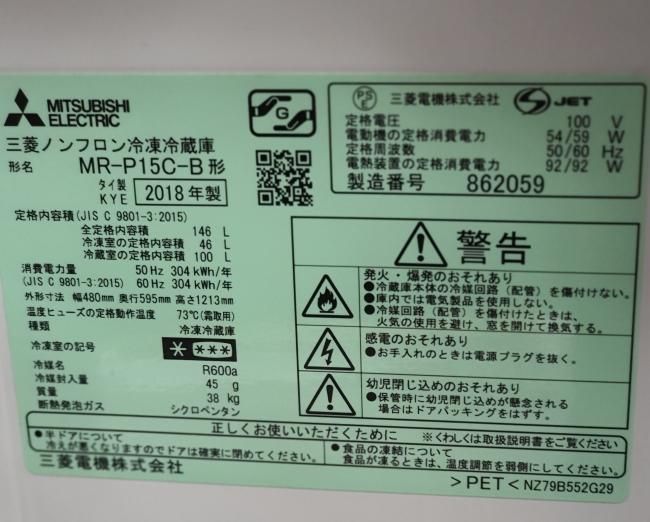 MITSUBISHI
ELECTRIC
G
三菱ノンフロン冷凍冷蔵庫
形名 MR-P15C-B 形
タイ製
KYE 2018 年製
定格内容積(JIS C 9801-3:2015)
全定格内容積 146 L
冷凍室の定格内容積 46 L
冷蔵室の定格内容積 100 L
消費電力量 50 Hz 304 kWh/年
(JIS C 9801-3:2015) 60 Hz 304 kWh/年
外形寸法 幅480mm 奥行595mm 高さ1213mm
温度ヒューズの定格動作温度 73℃(霜取用)
種類 冷凍冷蔵庫
冷凍室の記号 * ***
冷媒名 R600a
冷媒封入量 45 g
質量 38 kg
断熱発泡ガス シクロペンタン
PS
E 三菱電機株式会社 S JET
定格電圧 100 V
電動機の定格消費電力 54/59 W
定格周波数 50/60 Hz
電熱装置の定格消費電力 92/92 W
製造番号 862059
警告
発火・爆発のおそれあり
●冷蔵庫本体の冷媒回路(配管)を傷付けない。
●庫内では電気製品を使用しない。
●冷媒回路(配管)を傷付けたときは、
火気の使用を避け、窓を開けて換気する。
感電のおそれあり
●お手入れのときは電源プラグを抜く。
幼児閉じ込めのおそれあり
●保管時に幼児閉じ込めが懸念される
場合はドアパッキングをはずす。
正しくお使いいただくために ※くわしくは取扱説明書をご覧ください
●半ドアについて
冷えが悪くなりますのでドアは確実に閉めてください。
●食品の凍結について
食品が凍るときは、温度調節を弱側にしてください。
三菱電機株式会社
>PET< NZ79B552G29